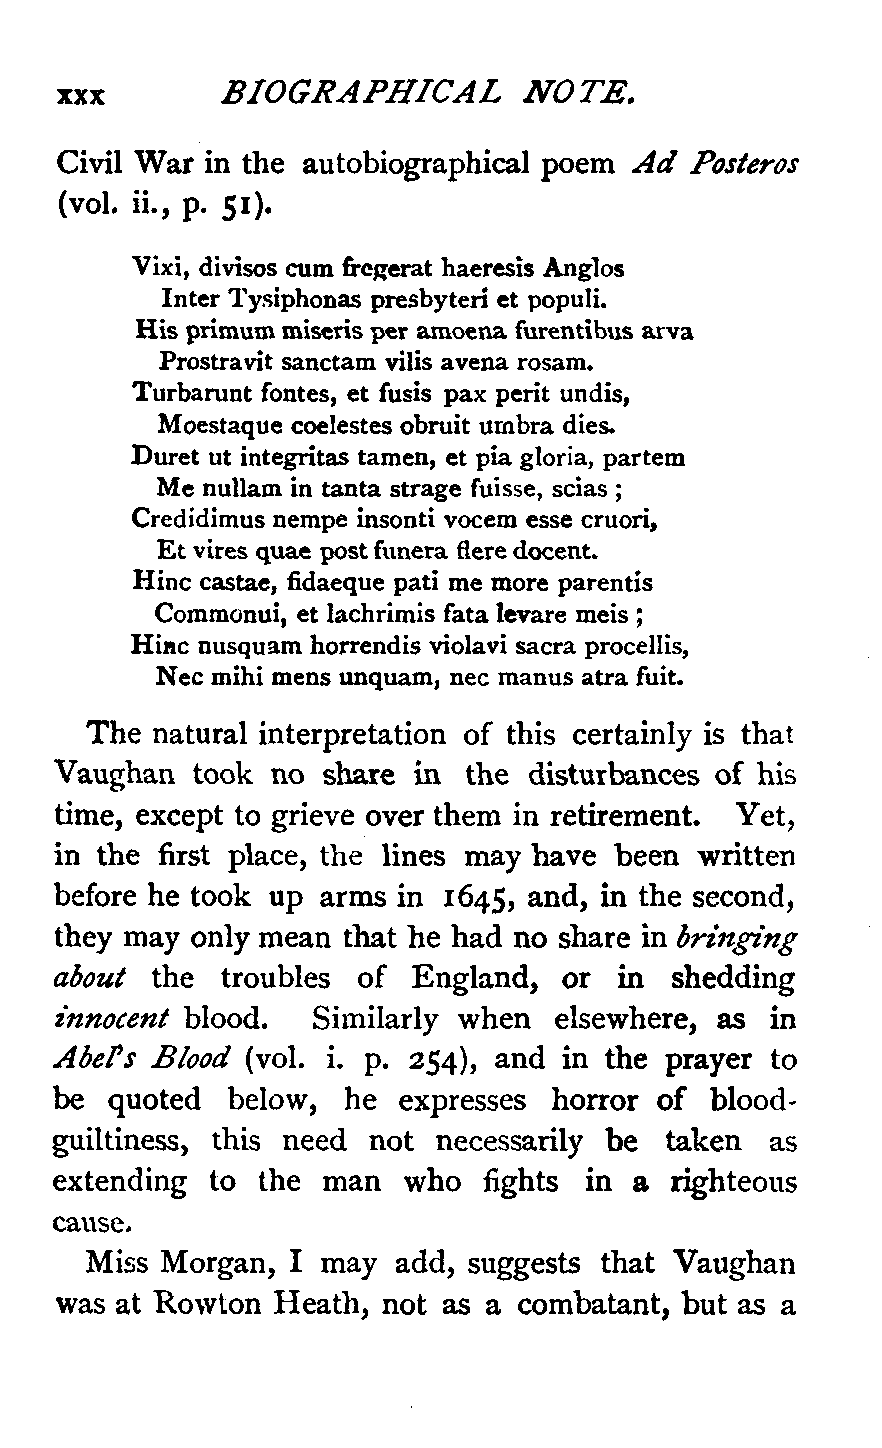 xxx BIOGRAPHICAL NOTE.
Civil War in the autobiographical poem Ad Posteros
(vol. ii., p. 51).
Vixi, divisos cum fregerat haeresis Anglos
Inter Tysiphonas presbyteri et populi.
His primum miseris per amoena furentibus arva
Prostravit sanctam vilis avena rosam.
Turbarunt fontes, et fusis pax perit undis,
Moestaque coelestes obruit umbra dies.
Duret ut integritas tamen, et pia gloria, partem
Me nullam in tanta strage fuisse, scias ;
Credidimus nempe insonti vocem esse cruori,
Et vires quae post funera flere docent.
Hinc castae, fidaeque pati me more parentis
Commonui, et lachrimis fata levare meis ;
Hinc nusquam horrendis violavi sacra procellis,
Nec mihi mens unquam, nec manus atra fuit.
The natural interpretation of this certainly is that
Vaughan took no share in the disturbances of his
time, except to grieve over them in retirement. Yet,
in the first place, the lines may have been written
before he took up arms in 1645, and, in the second,
they may only mean that he had no share in bringing
about the troubles of England, or in shedding
innocent blood. Similarly when elsewhere, as in
Abel's Blood (vol. i. p. 254), and in the prayer to
be quoted below, he expresses horror of blood-
guiltiness, this need not necessarily be taken as
extending to the man who fights in a righteous
cause.
Miss Morgan, I may add, suggests that Vaughan
was at Rowton Heath, not as a combatant, but as a